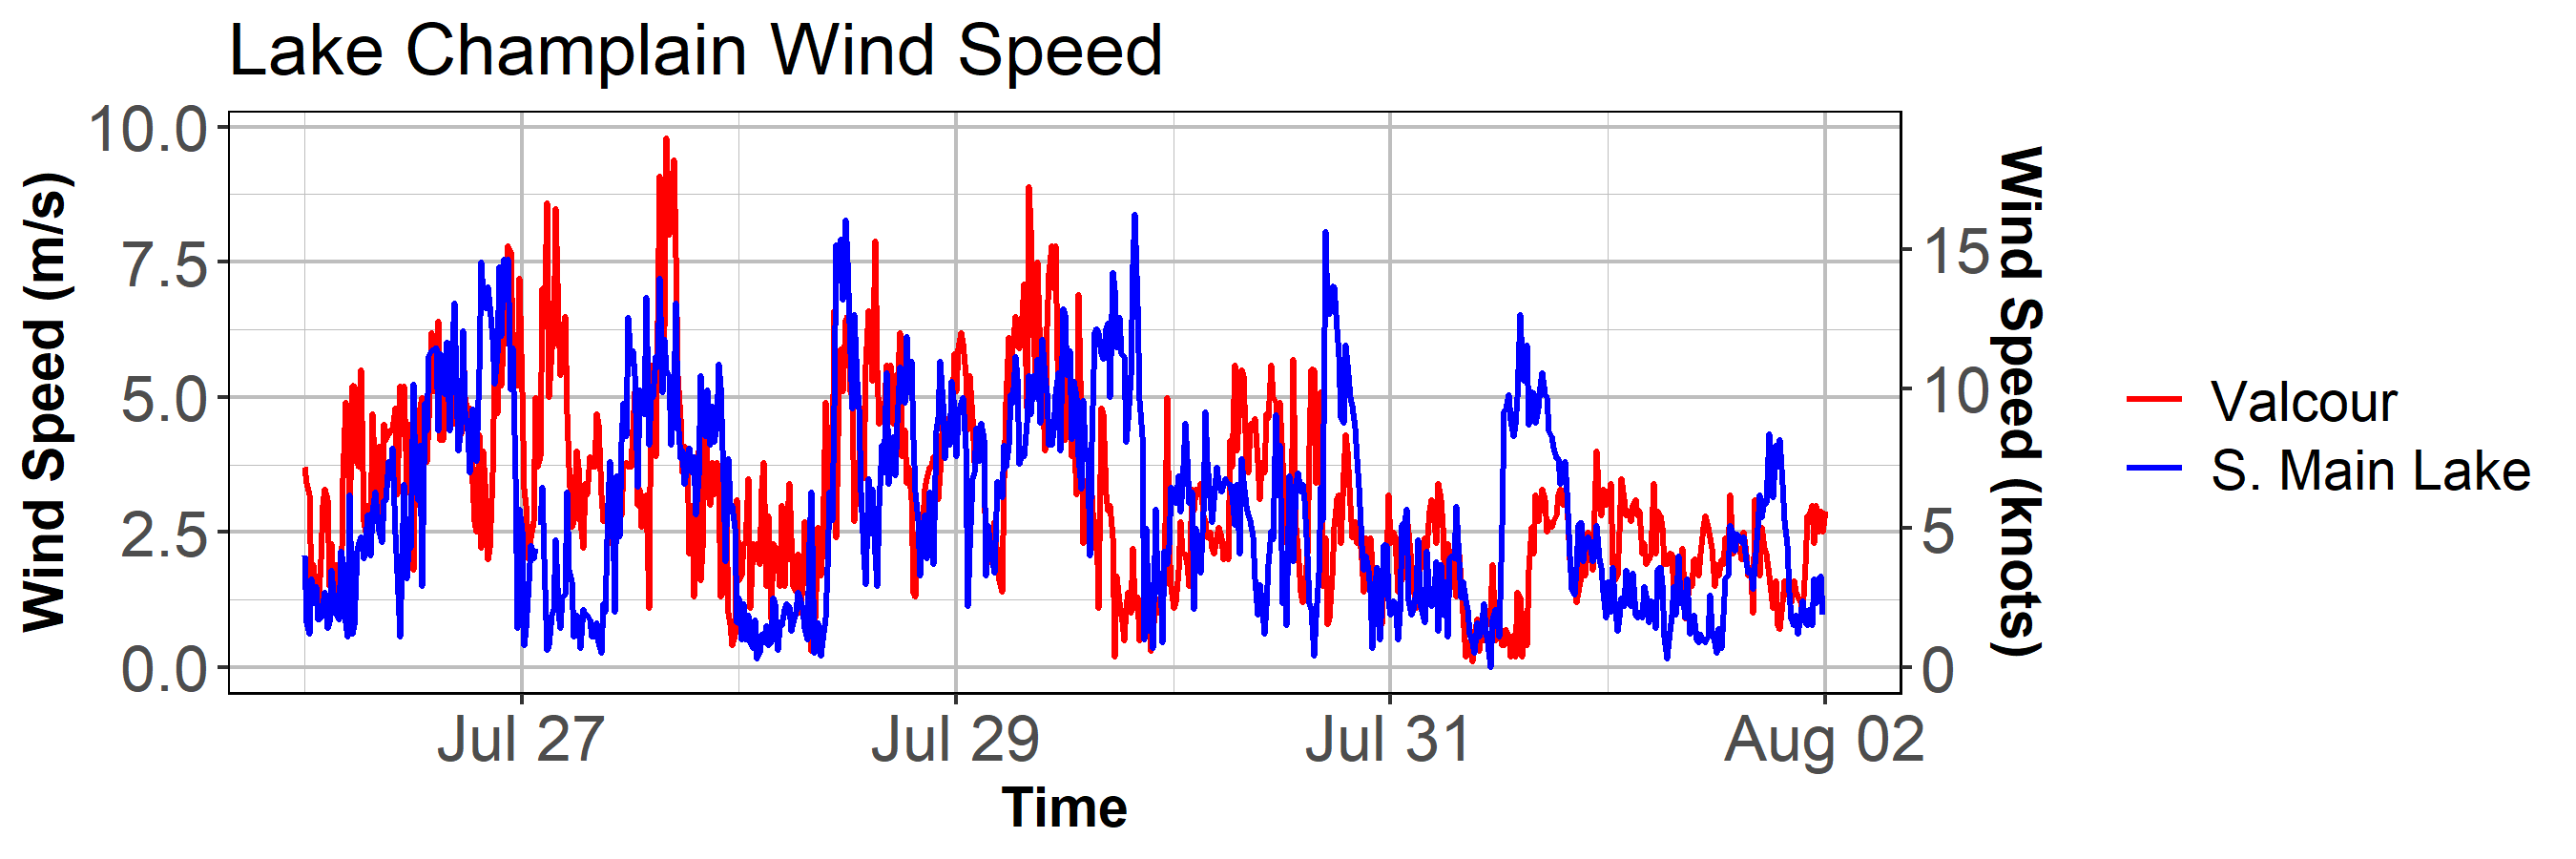 Lake Champlain Wind Speed
Wind Speed (m/s)
10.0
7.5
5.0
2.5
0.0
15
10
5
0
Wind Speed (knots)
Jul 27
Jul 29
Jul 31
Aug 02
Time
Valcour
S. Main Lake